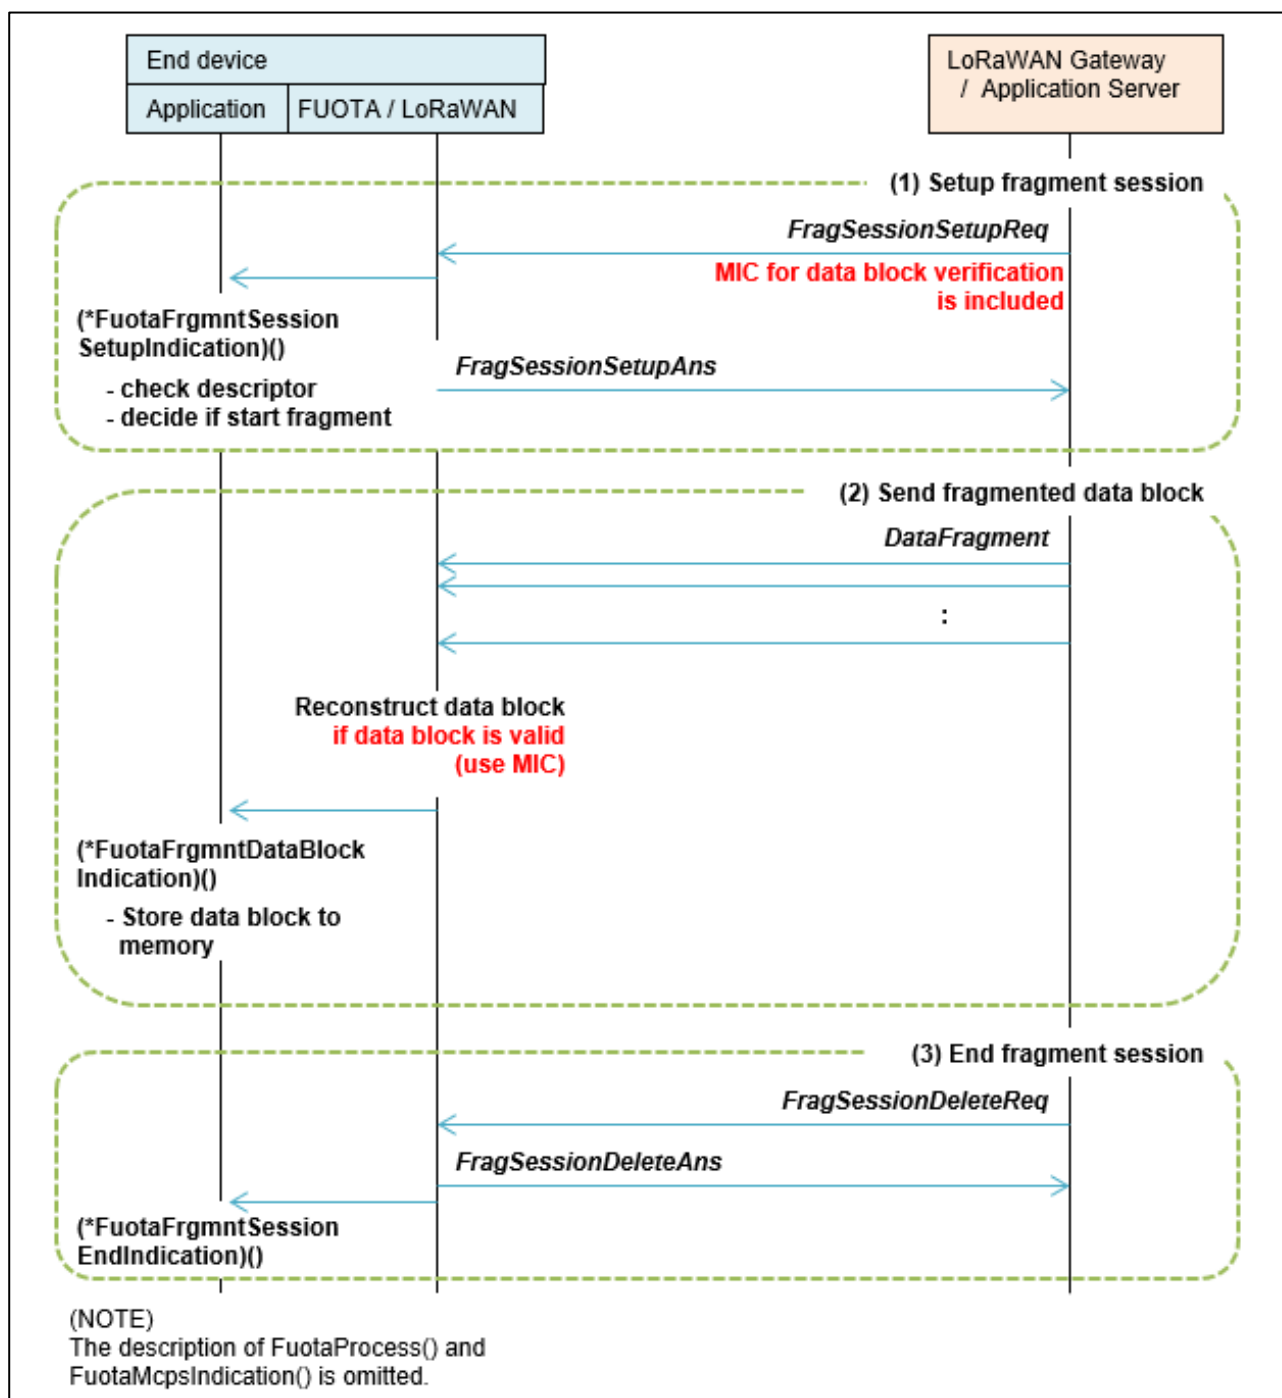 End device
Application
FUOTA / LoRaWAN
LoRaWAN Gateway
/ Application Server
(1) Setup fragment session
FragSessionSetupReq
MIC for data block verification
is included
(*FuotaFrgmntSession
SetupIndication)()
- check descriptor
- decide if start fragment
FragSessionSetupAns
(2) Send fragmented data block
DataFragment
:
Reconstruct data block
if data block is valid
(use MIC)
(*FuotaFrgmntDataBlock
Indication)()
- Store data block to
memory
(3) End fragment session
FragSessionDeleteReq
FragSessionDeleteAns
(*FuotaFrgmntSession
EndIndication)()
(NOTE)
The description of FuotaProcess() and
FuotaMcpsIndication() is omitted.